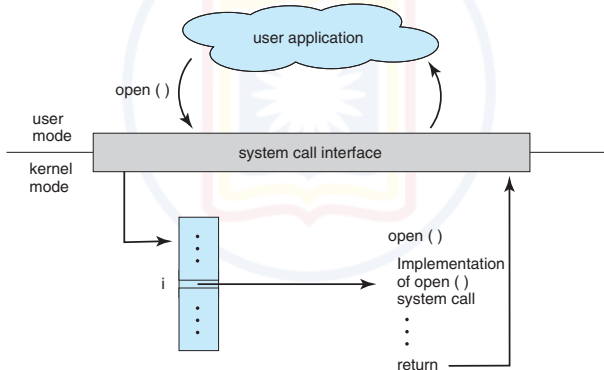 user application
open ( )
user
mode
system call interface
kernel
mode
open ( )
i
Implementation
of open ( )
system call
return